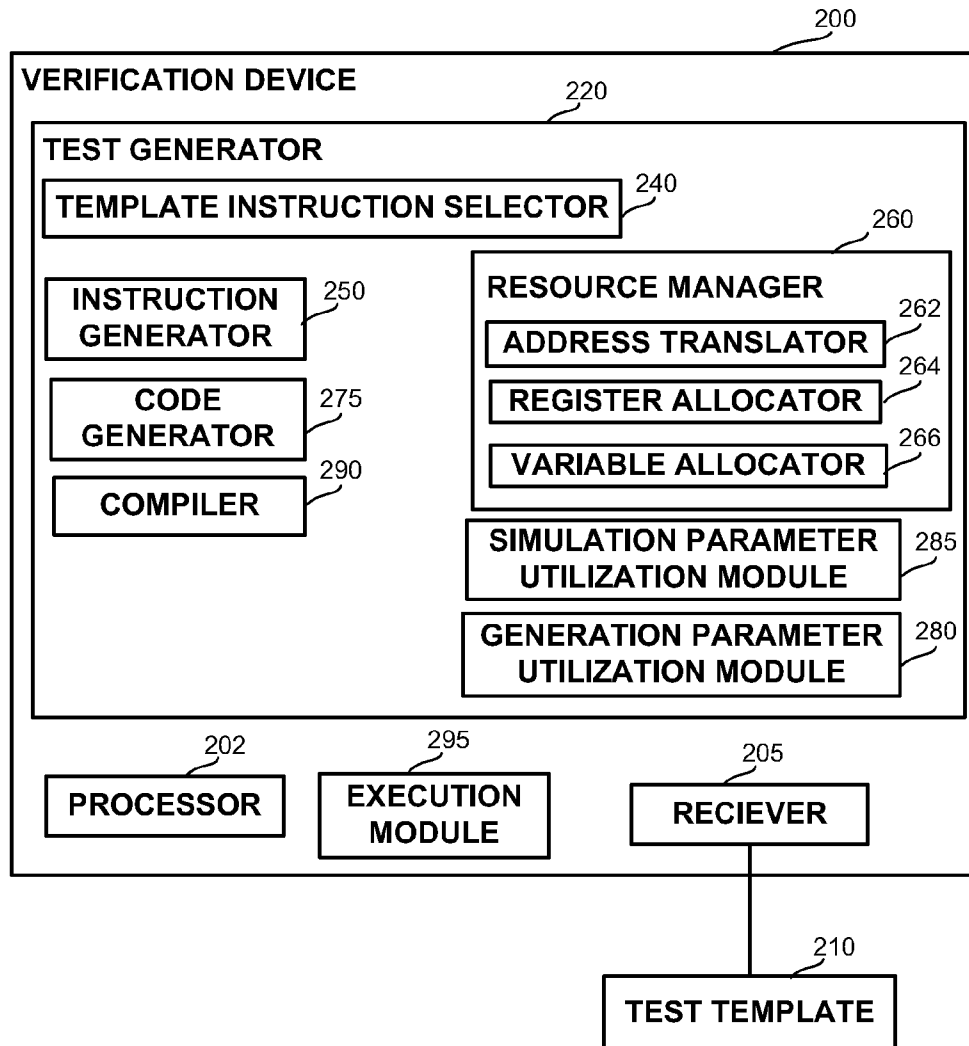 200
VERIFICATION DEVICE
220
TEST GENERATOR
TEMPLATE INSTRUCTION SELECTOR
240
260
INSTRUCTION
GENERATOR
250
RESOURCE MANAGER
ADDRESS TRANSLATOR
262
CODE
GENERATOR
275
REGISTER ALLOCATOR
264
COMPILER
290
VARIABLE ALLOCATOR
266
SIMULATION PARAMETER
UTILIZATION MODULE
285
GENERATION PARAMETER
UTILIZATION MODULE
280
202
PROCESSOR
295
EXECUTION
MODULE
205
RECIEVER
210
TEST TEMPLATE